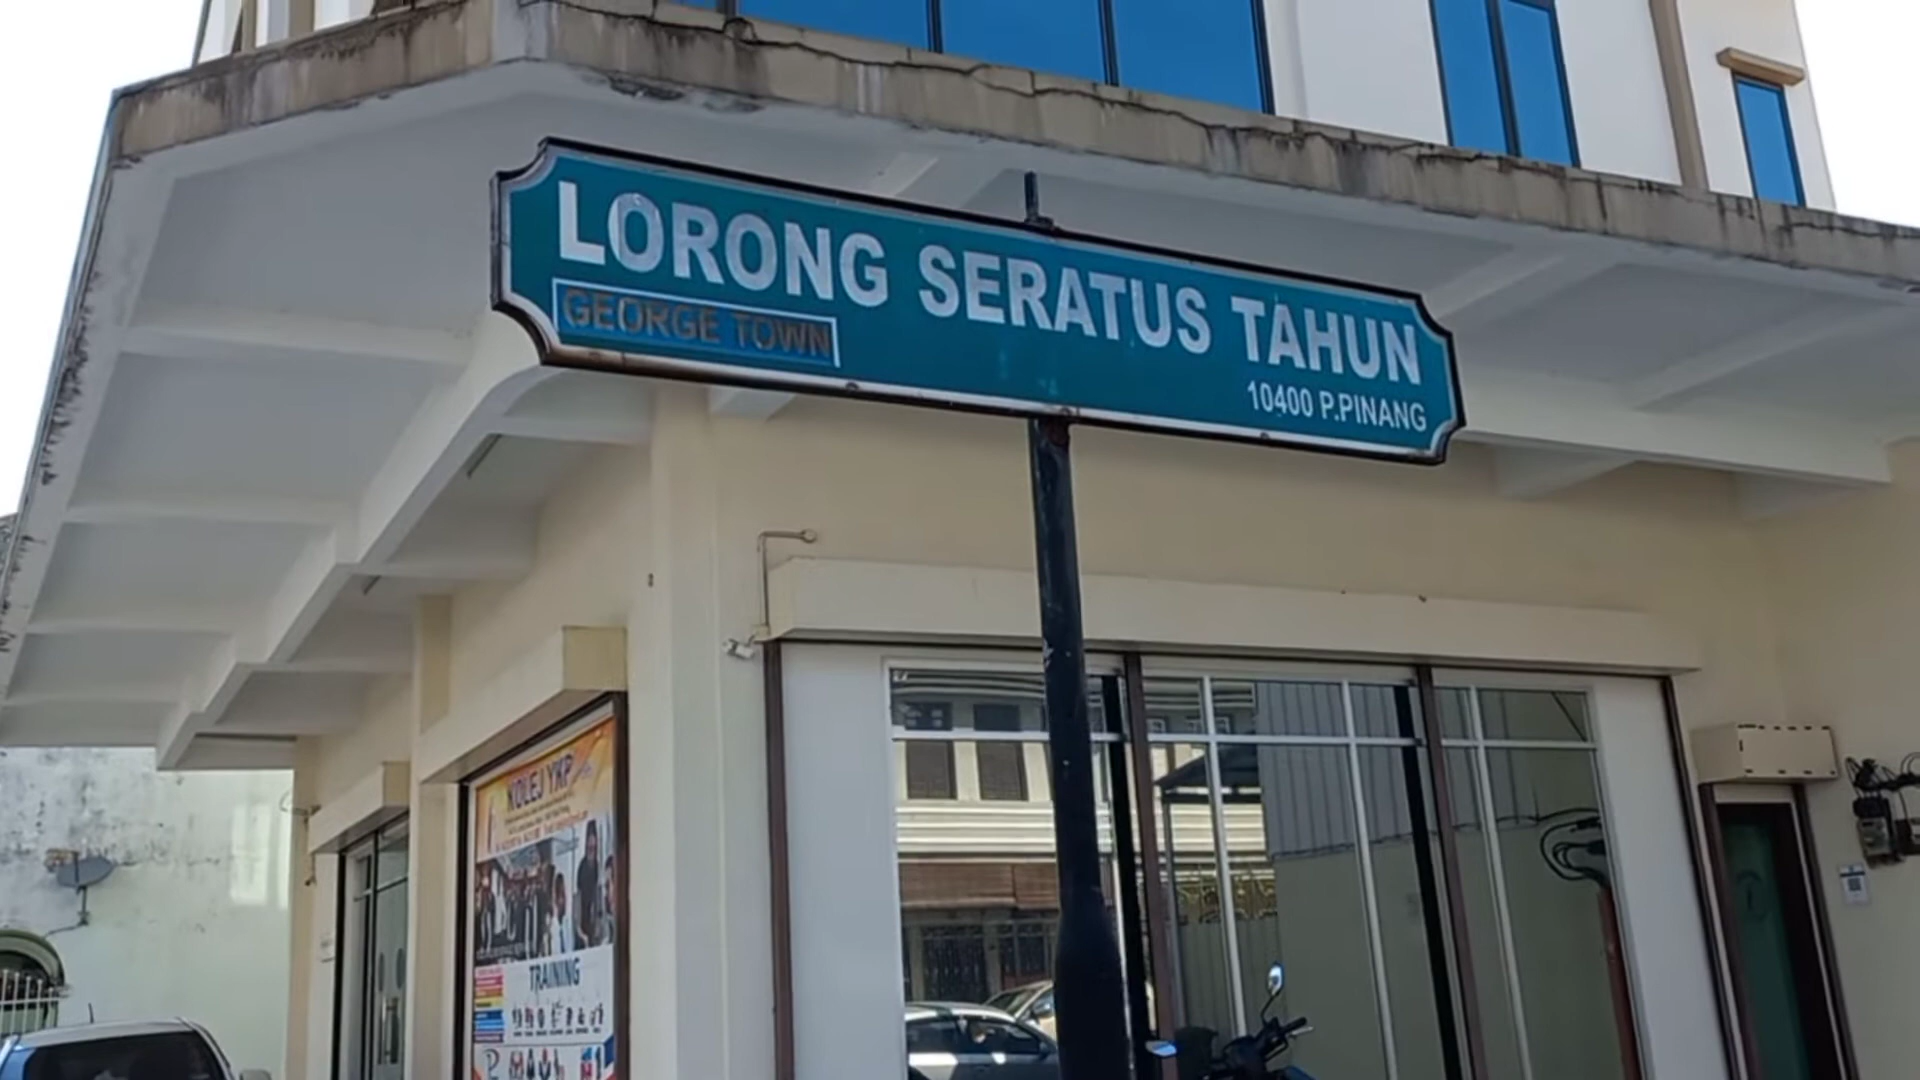 LORONG SERATUS TAHUN
GEORGE TOWN
10400 P.PINANG
KOLEJ YKP
TRAINING